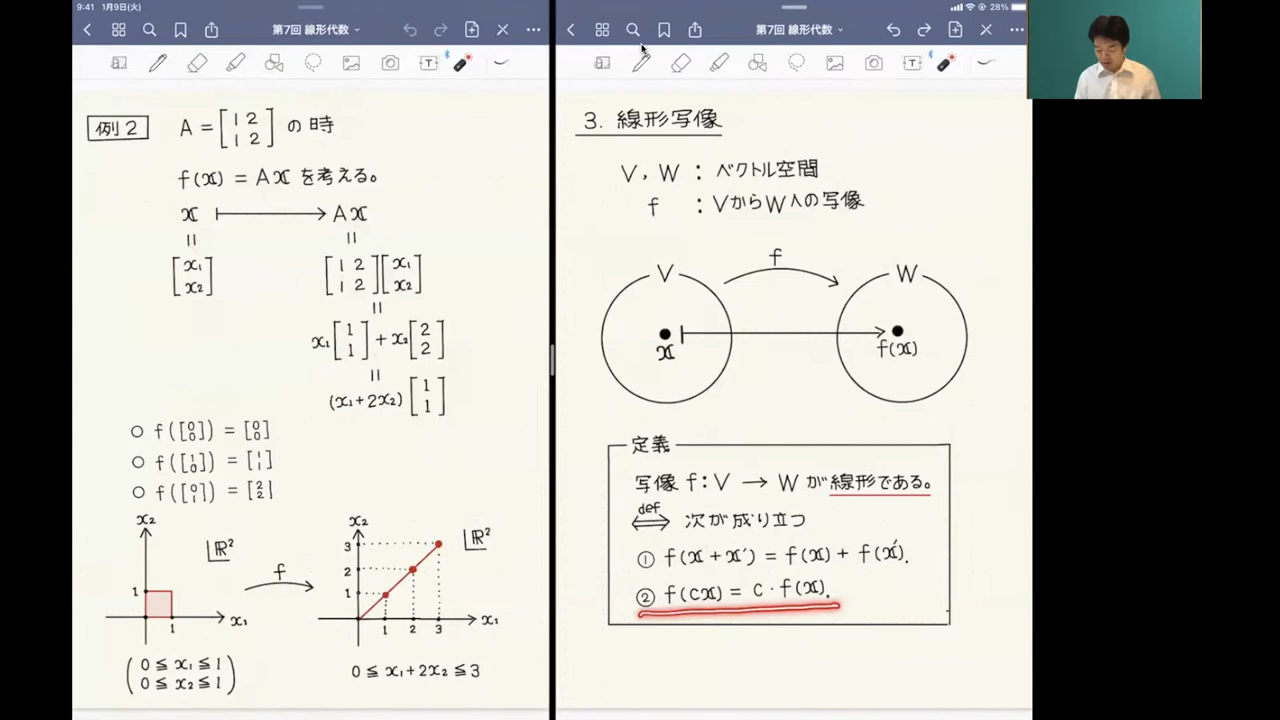 9:41 1月9日(火)
28%
第7回 線形代数
第7回 線形代数
例2 A = [1 2 1 2] の時
f(x) = Ax を考える。
x ↦ Ax
||
||
[x₁ x₂]
[1 2 1 2][x₁ x₂]
||
x₁[1 1] + x₂[2 2]
||
(x₁+2x₂)[1 1]
○ f([0 0]) = [0 0]
○ f([1 0]) = [1 1]
○ f([0 1]) = [2 2]
x₂
ℝ²
1
1
x₁
f
x₂
ℝ²
3
2
1
1 2 3
x₁
(0 ≦ x₁ ≦ 1
0 ≦ x₂ ≦ 1)
0 ≦ x₁+2x₂ ≦ 3
3. 線形写像
V, W : ベクトル空間
f : VからWへの写像
V
f
W
x
f(x)
定義
写像 f: V → W が線形である。
def
⟺ 次が成り立つ
① f(x + x′) = f(x) + f(x′).
② f(cx) = c・f(x).